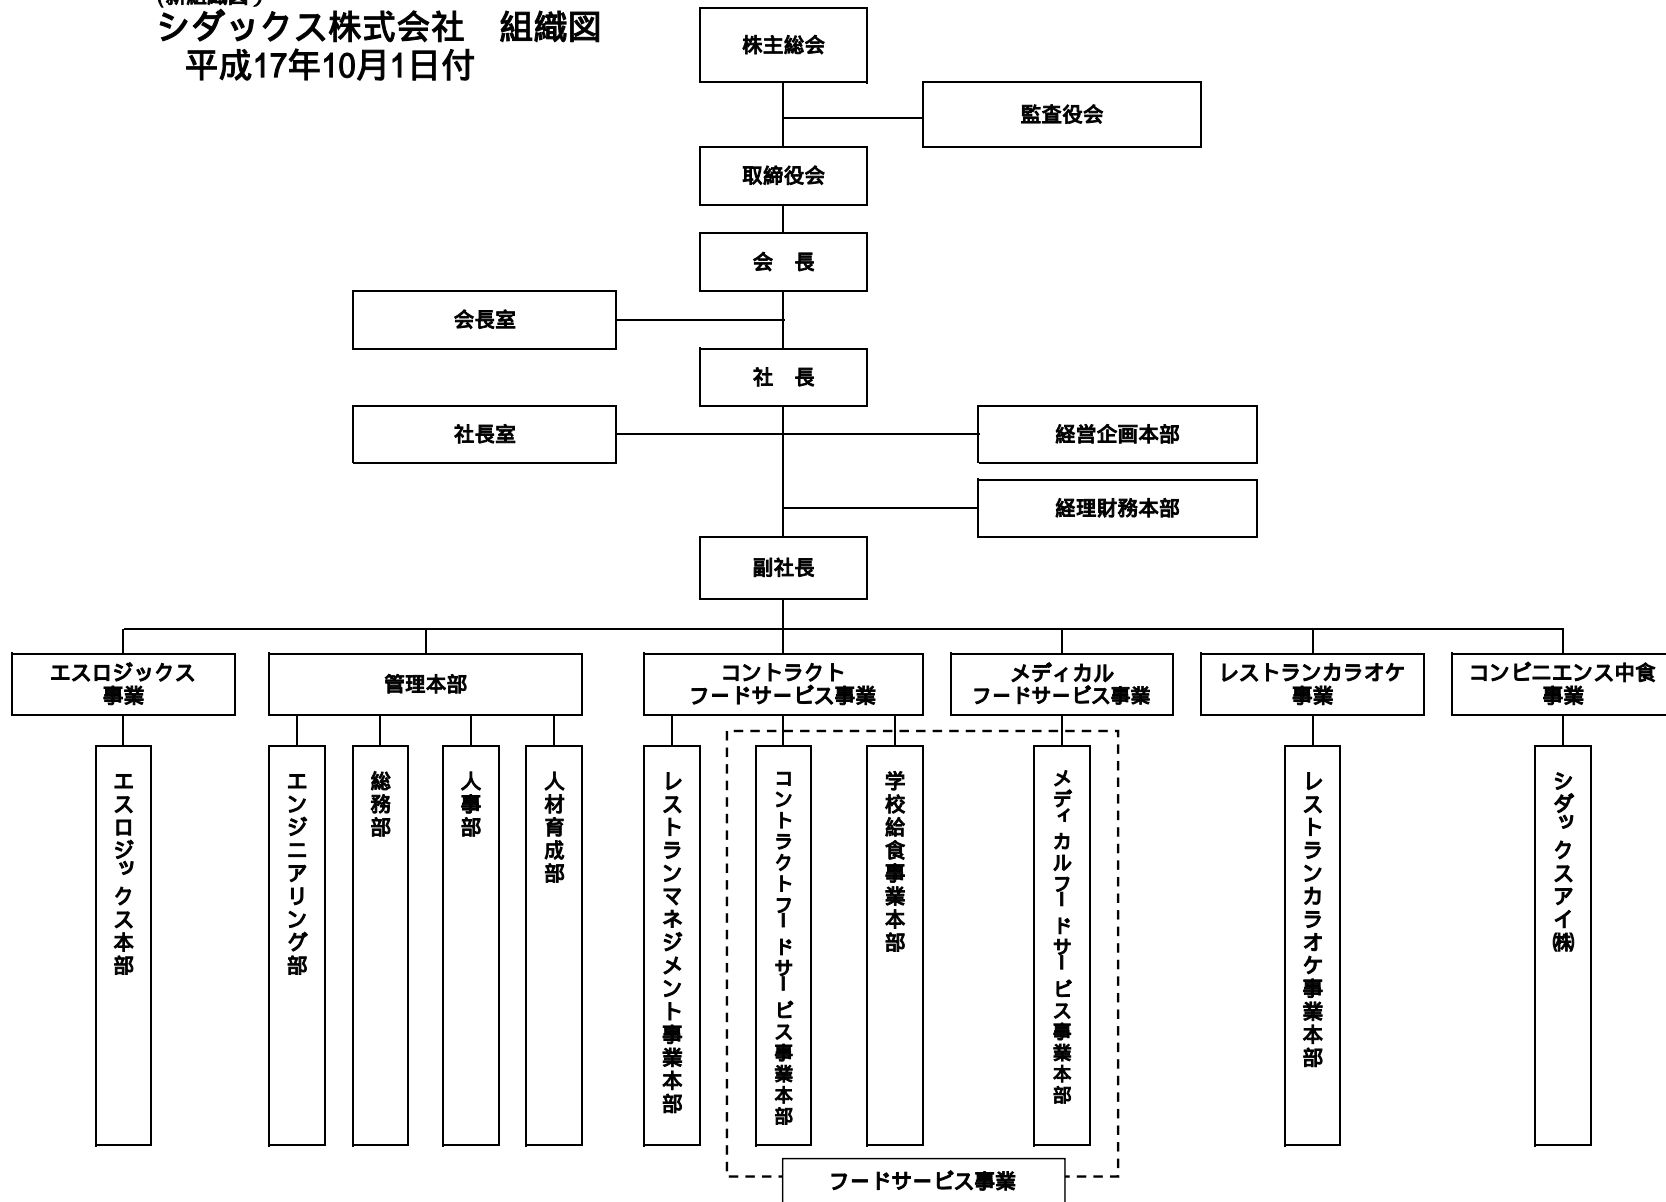 (新組織図)
シダックス株式会社　組織図
平成17年10月1日付
株主総会
監査役会
取締役会
会　長
会長室
社　長
社長室
経営企画本部
経理財務本部
副社長
エスロジックス
事業
管理本部
コントラクト
フードサービス事業
メディカル
フードサービス事業
レストランカラオケ
事業
コンビニエンス中食
事業
エスロジックス本部
エンジニアリング部
総務部
人事部
人材育成部
レストランマネジメント事業本部
コントラクトフードサービス事業本部
学校給食事業本部
メディカルフードサービス事業本部
レストランカラオケ事業本部
シダックスアイ㈱
フードサービス事業